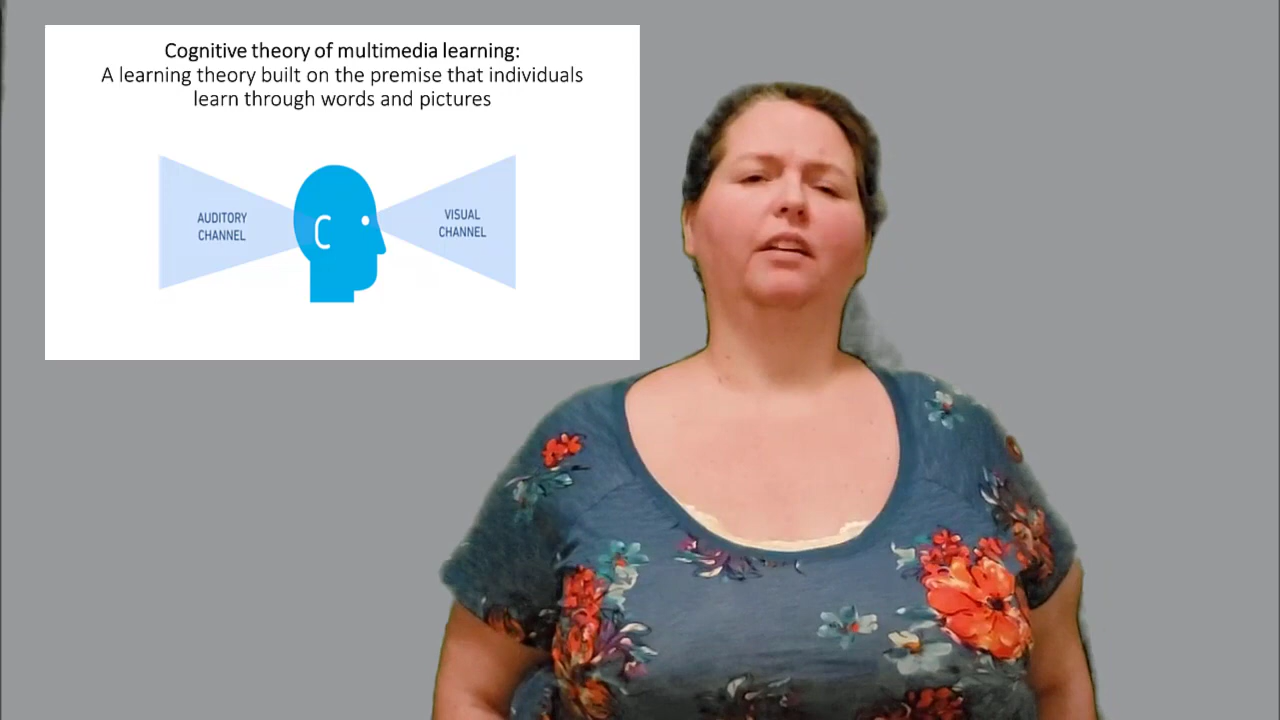 Cognitive theory of multimedia learning:
A learning theory built on the premise that individuals
learn through words and pictures
AUDITORY
CHANNEL
VISUAL
CHANNEL